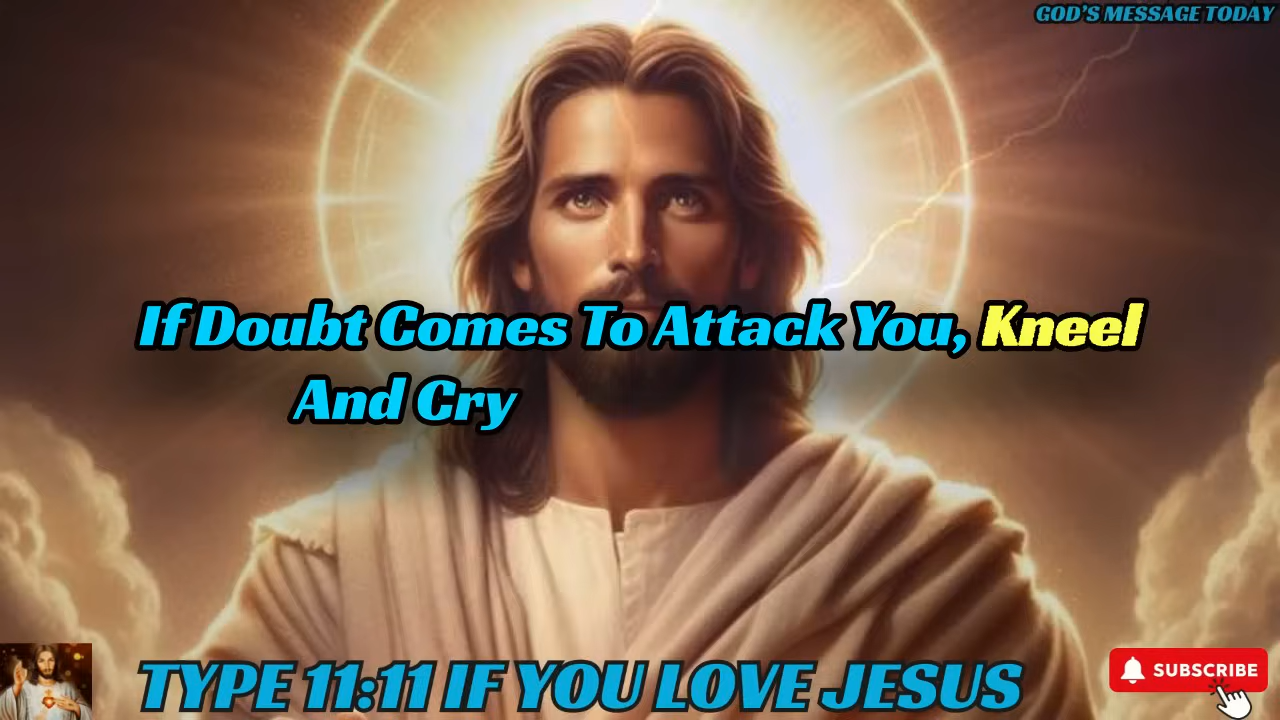 GOD'S MESSAGE TODAY
If Doubt Comes To Attack You, Kneel
And Cry
TYPE 11:11 IF YOU LOVE JESUS
SUBSCRIBE